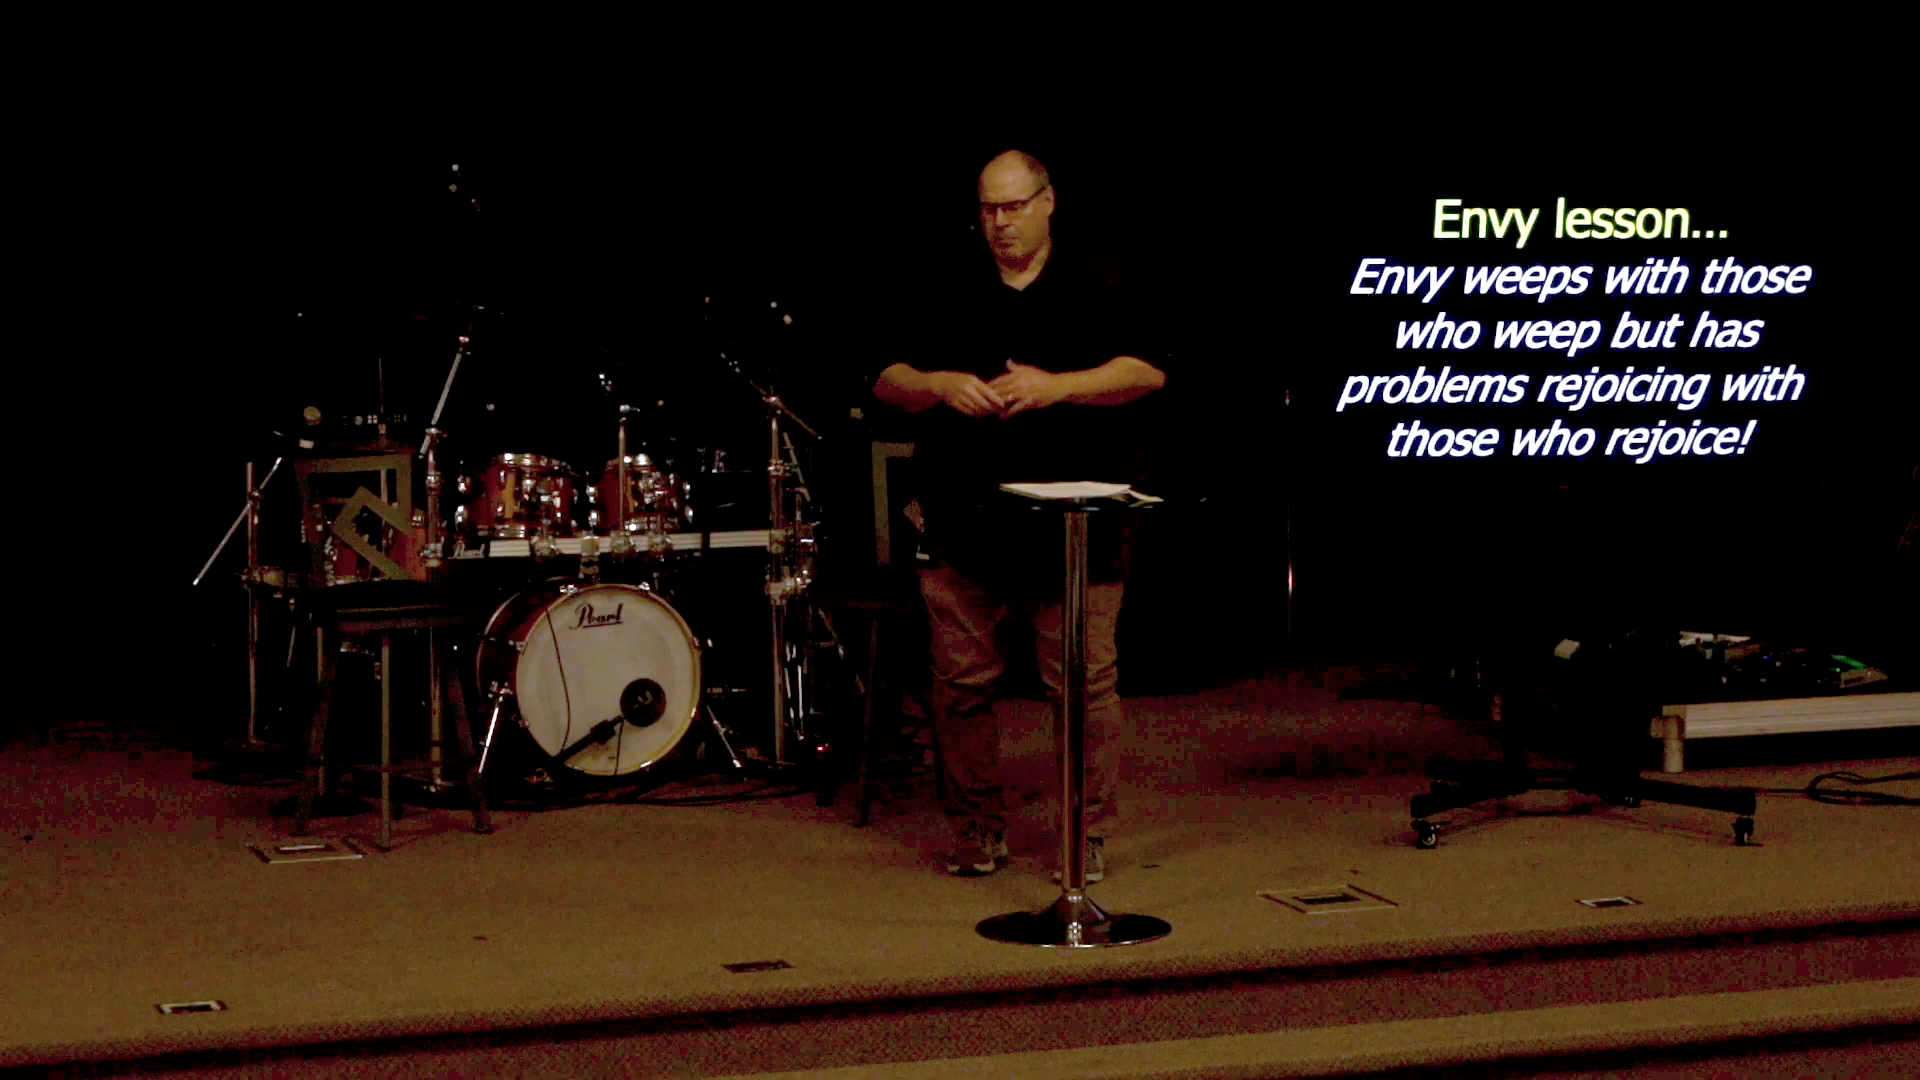 Envy lesson...
Envy weeps with those
who weep but has
problems rejoicing with
those who rejoice!
Pearl